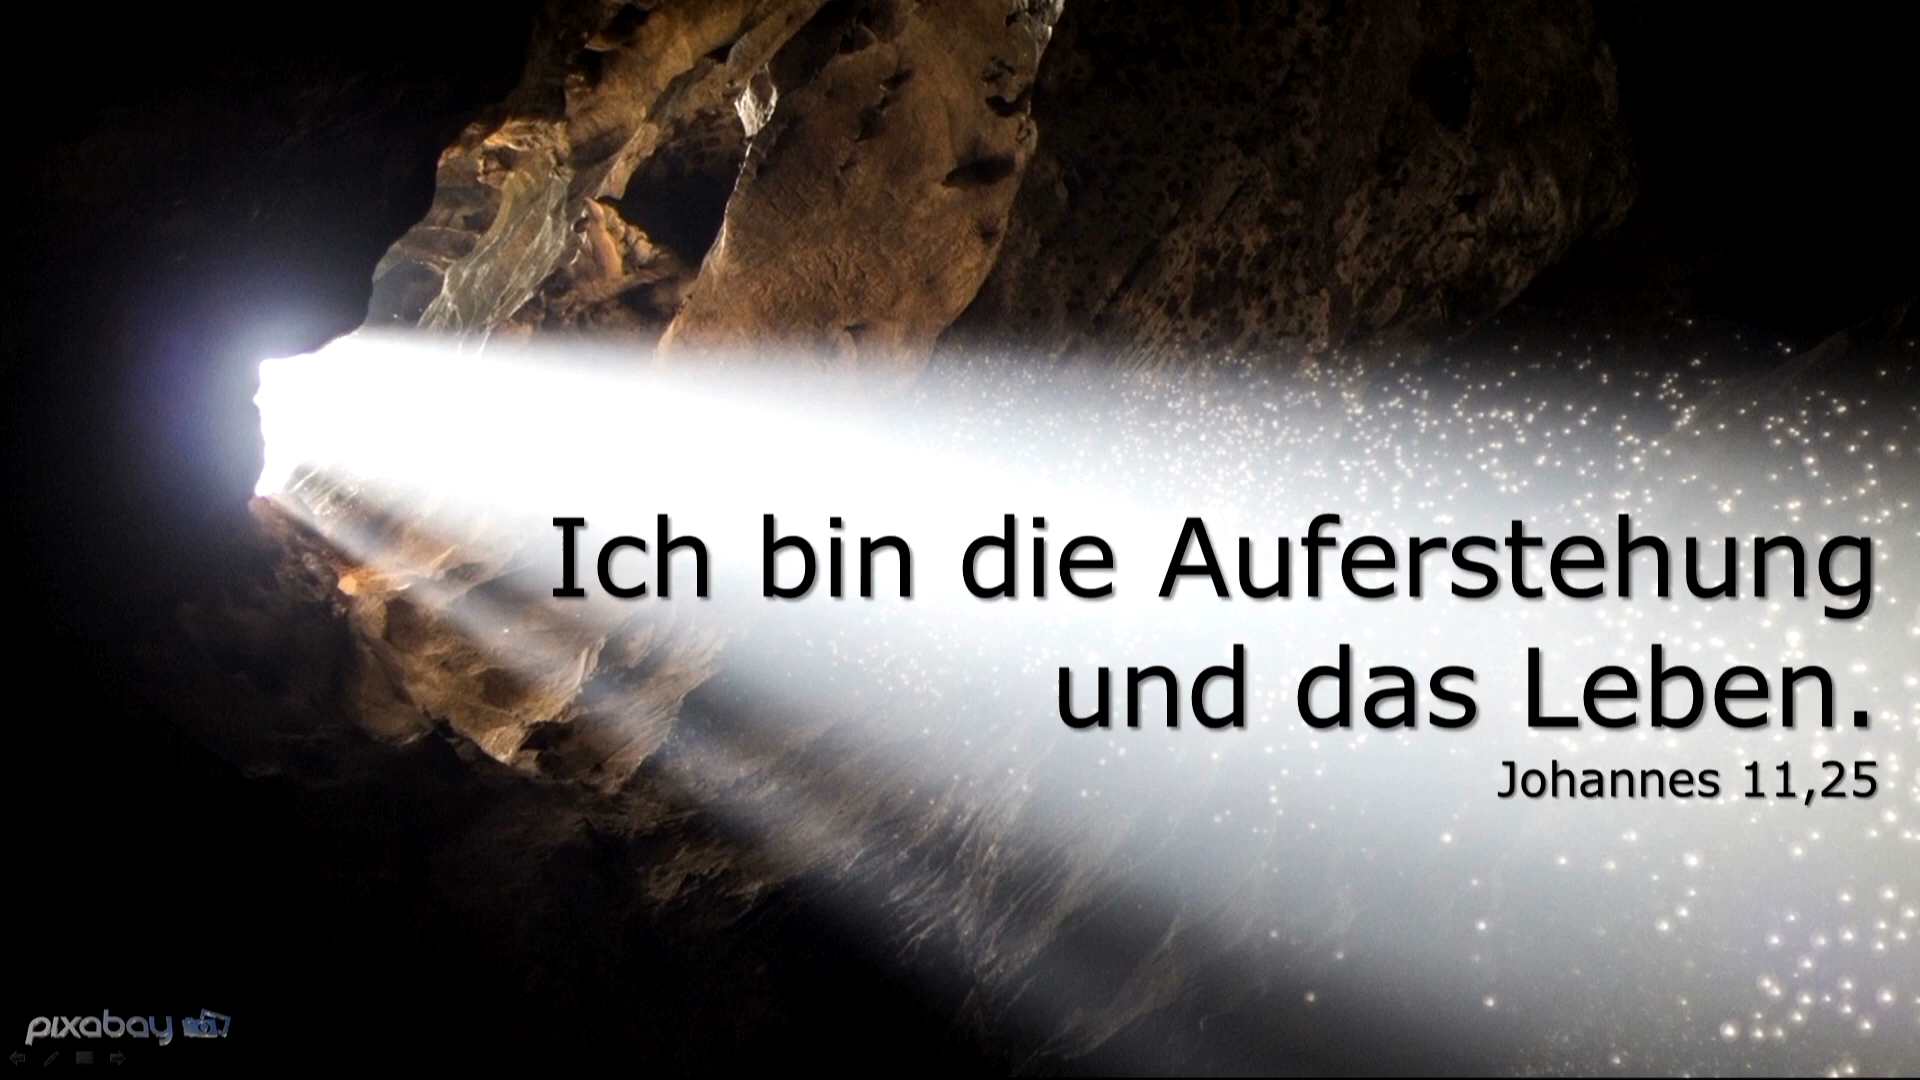 Ich bin die Auferstehung
und das Leben.
Johannes 11,25
pixabay